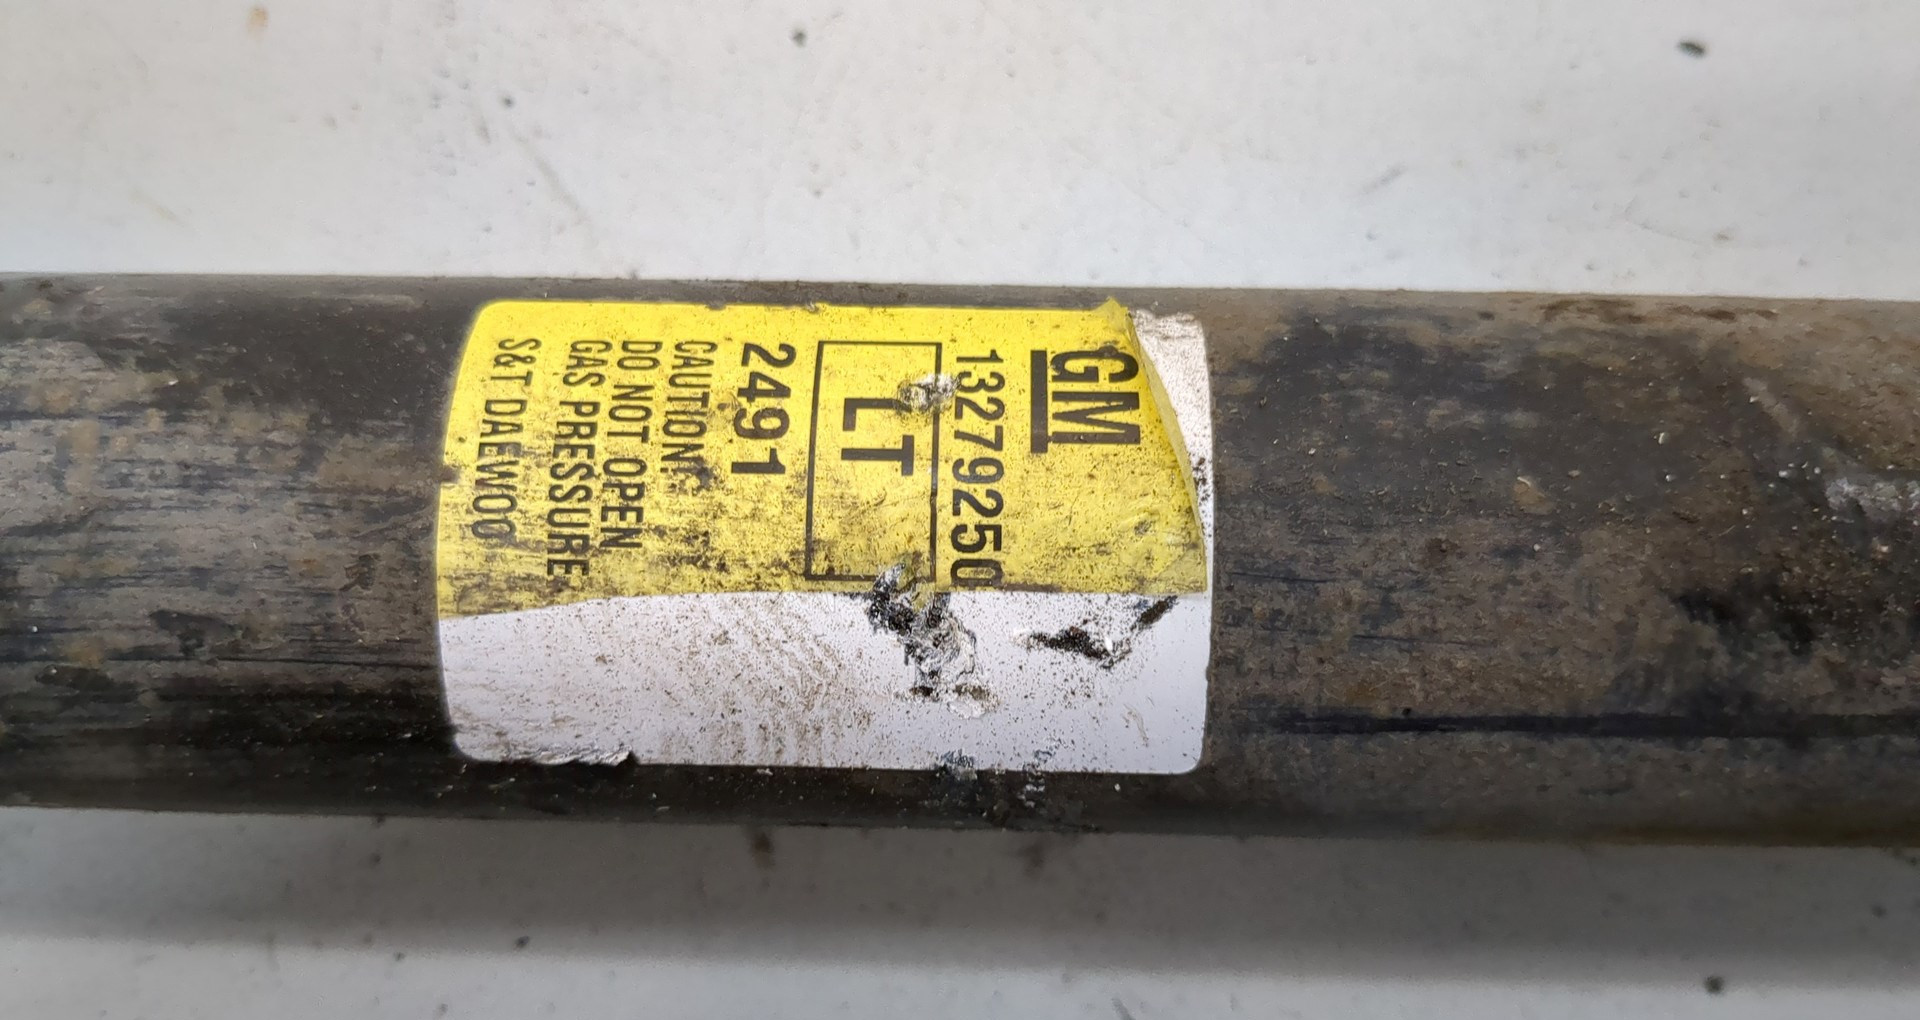 GM
13279250
LT
2491
CAUTION!
DO NOT OPEN
GAS PRESSURE
S&T DAEWOO